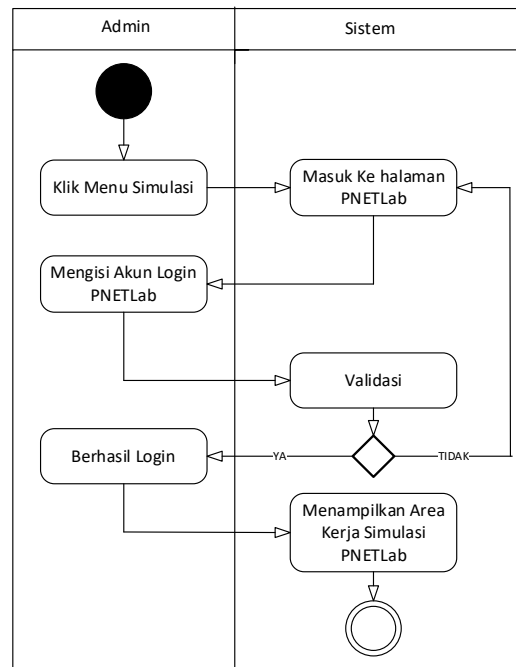 Admin
Sistem
Klik Menu Simulasi
Masuk Ke halaman
PNETLab
Mengisi Akun Login
PNETLab
Validasi
Berhasil Login
YA
TIDAK
Menampilkan Area
Kerja Simulasi
PNETLab